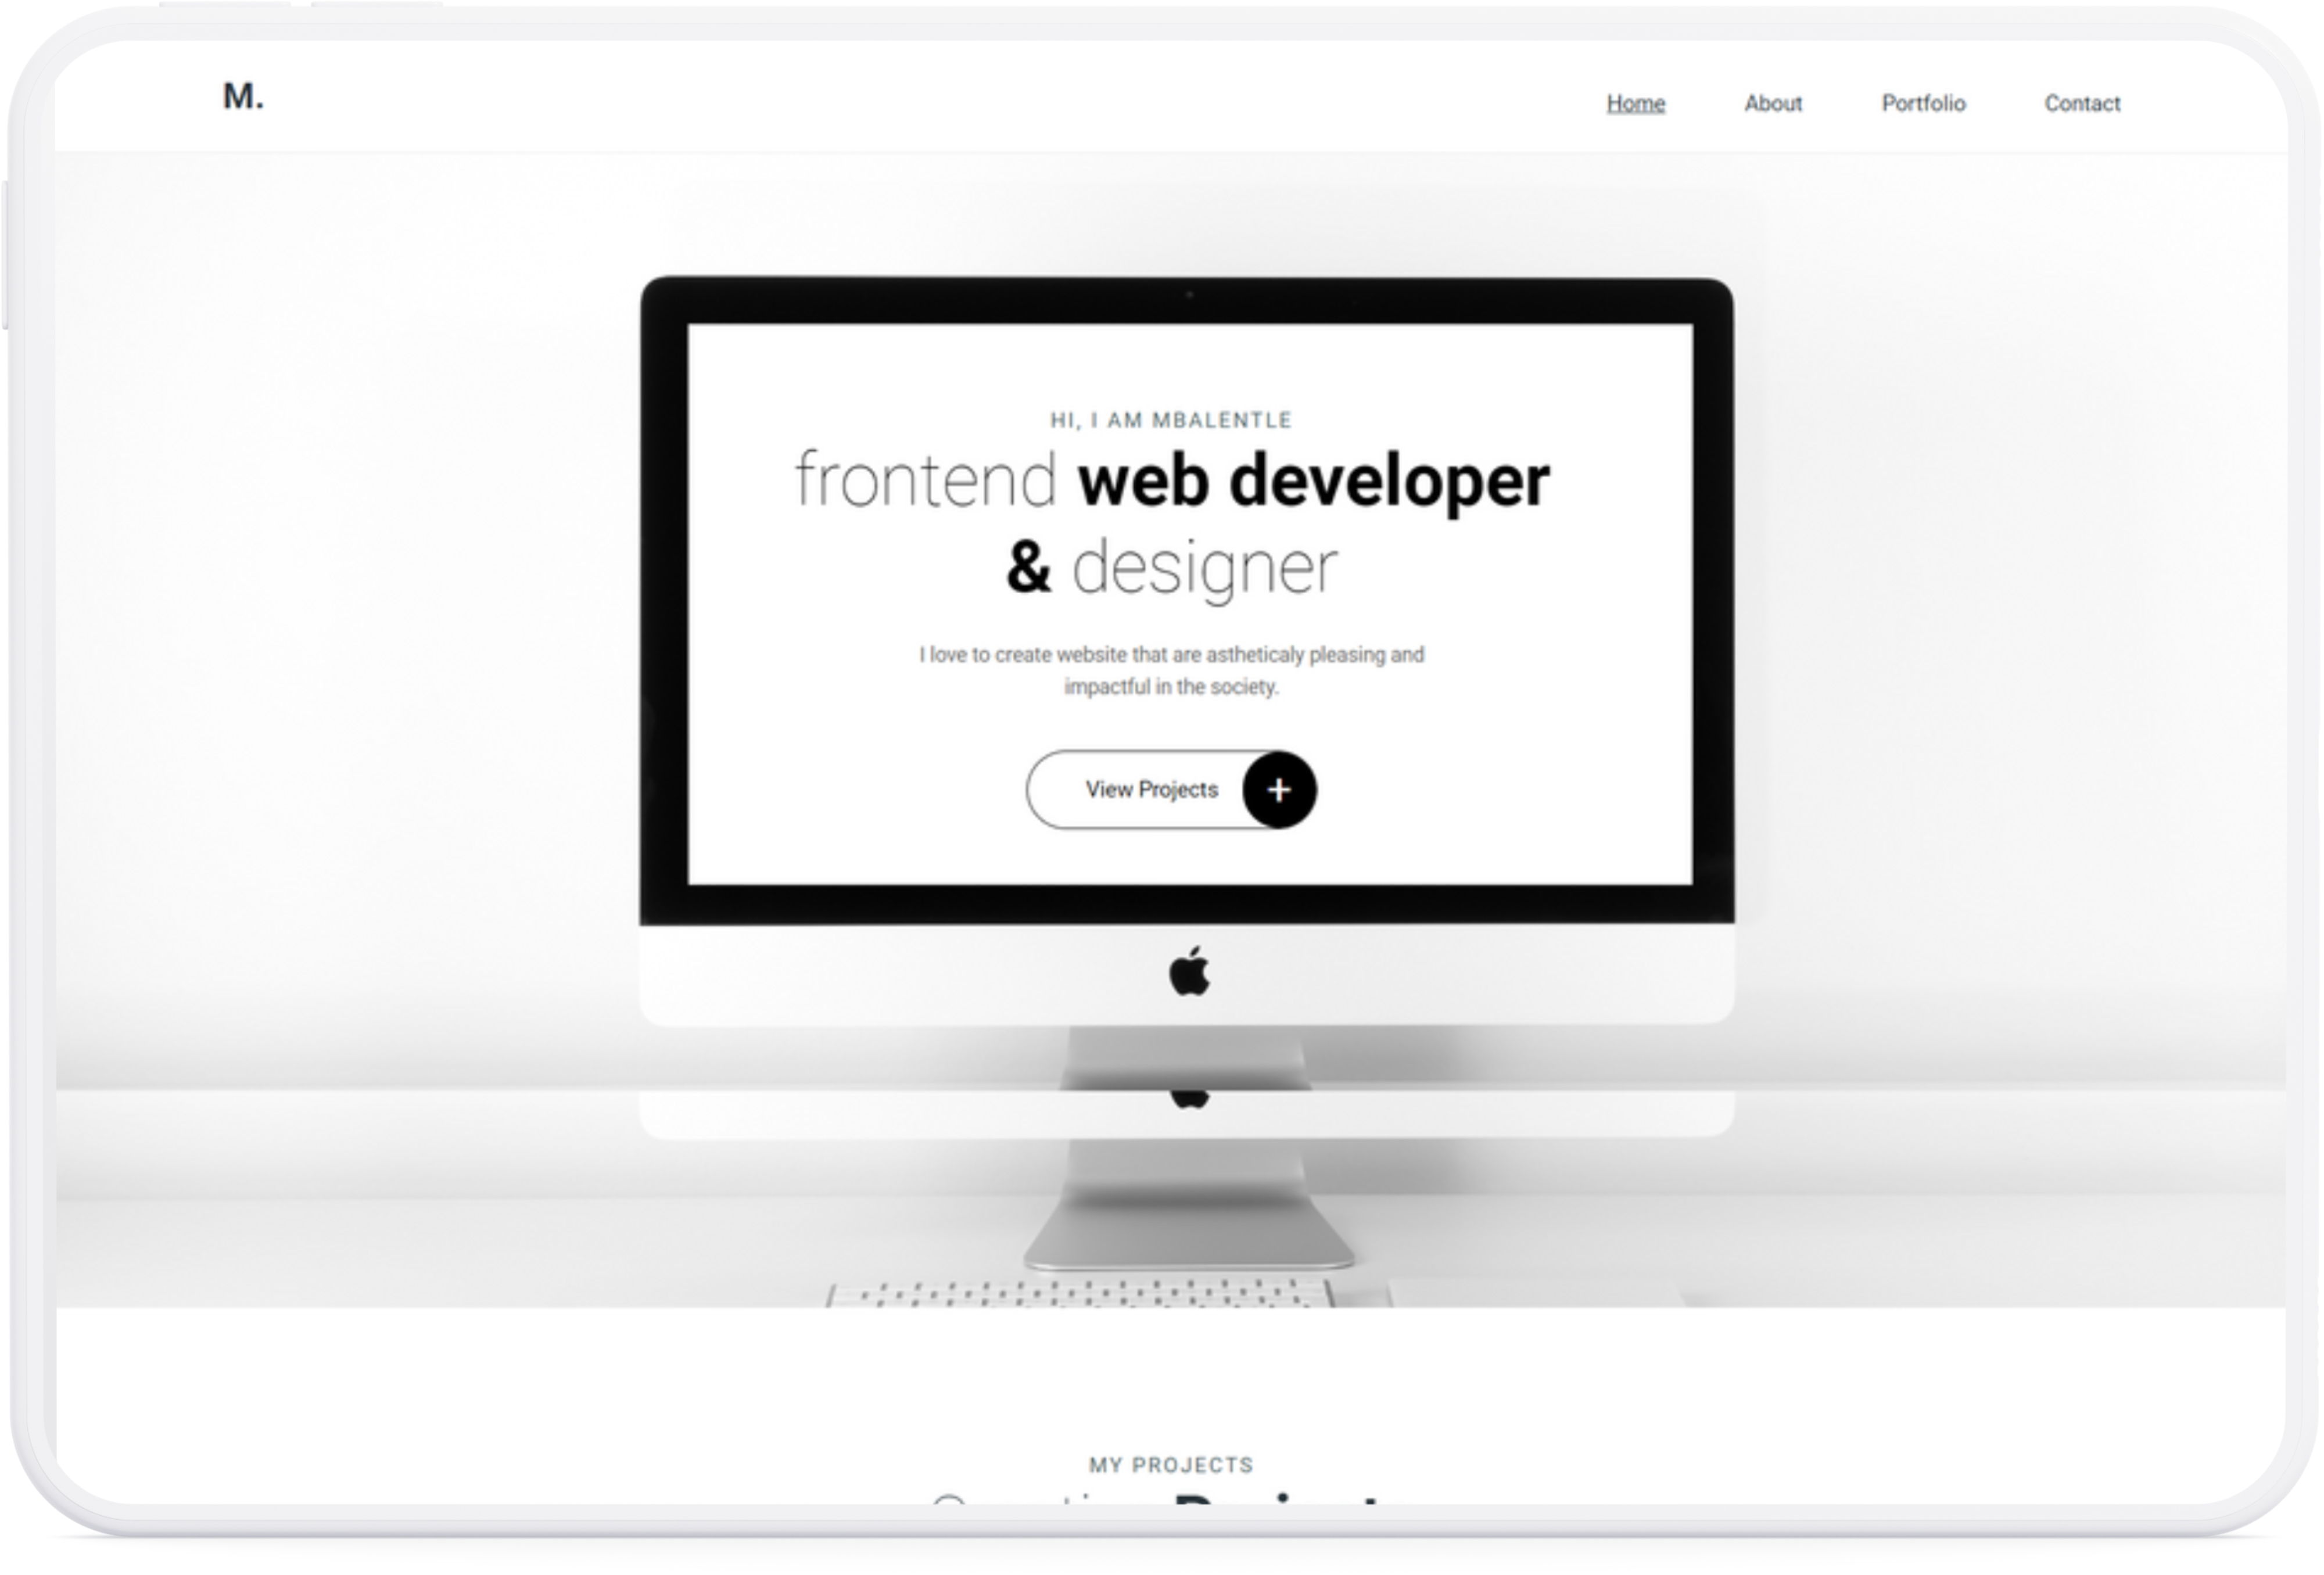 M.
Home About Portfolio Contact
HI, I AM MBALENTLE
frontend web developer
& designer
I love to create website that are astheticaly pleasing and
impactful in the society.
View Projects +
MY PROJECTS